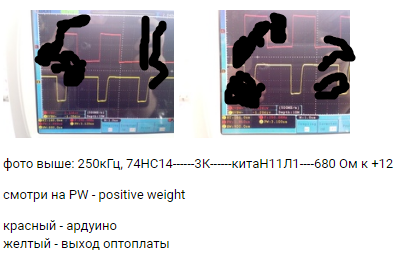 фото выше: 250кГц, 74НС14------3К------китаН11Л1----680 Ом к +12
смотри на PW - positive weight
красный - ардуино
желтый - выход оптоплаты